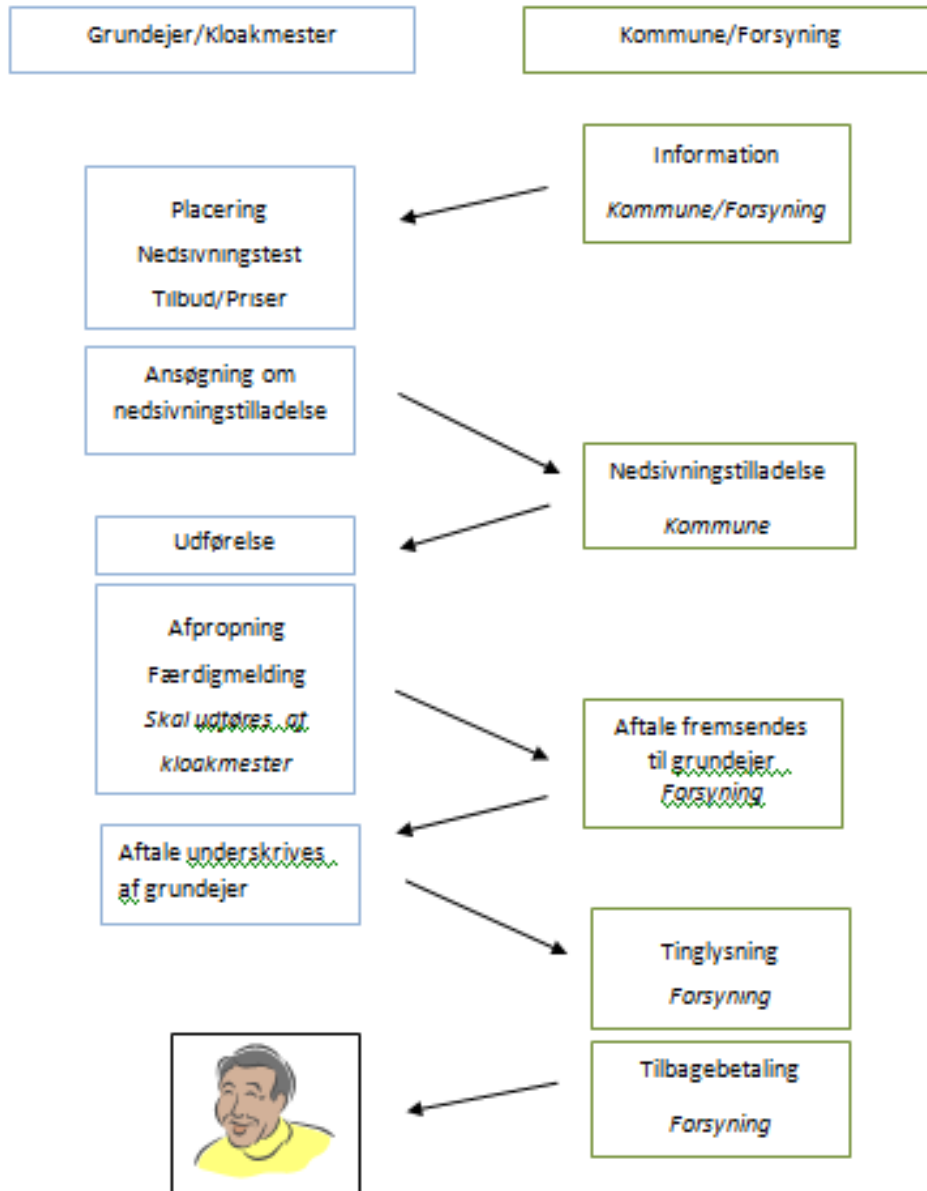 Grundejer/Kloakmester
Kommune/Forsyning
Information
Kommune/Forsyning
Placering
Nedsivningstest
Tilbud/Priser
Ansøgning om
nedsivningstilladelse
Nedsivningstilladelse
Kommune
Udførelse
Afpropning
Færdigmelding
Skal udføres af
kloakmester
Aftale fremsendes
til grundejer
Forsyning
Aftale underskrives
af grundejer
Tinglysning
Forsyning
Tilbagebetaling
Forsyning